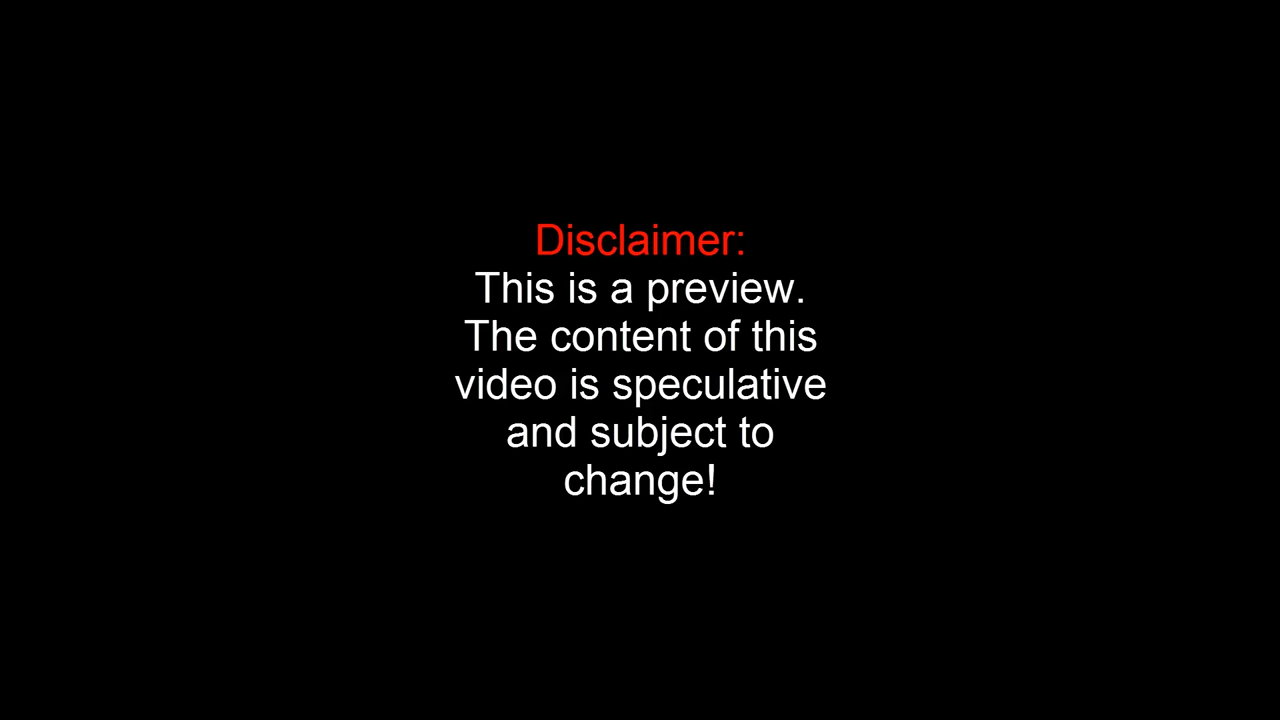 Disclaimer:
This is a preview.
The content of this
video is speculative
and subject to
change!